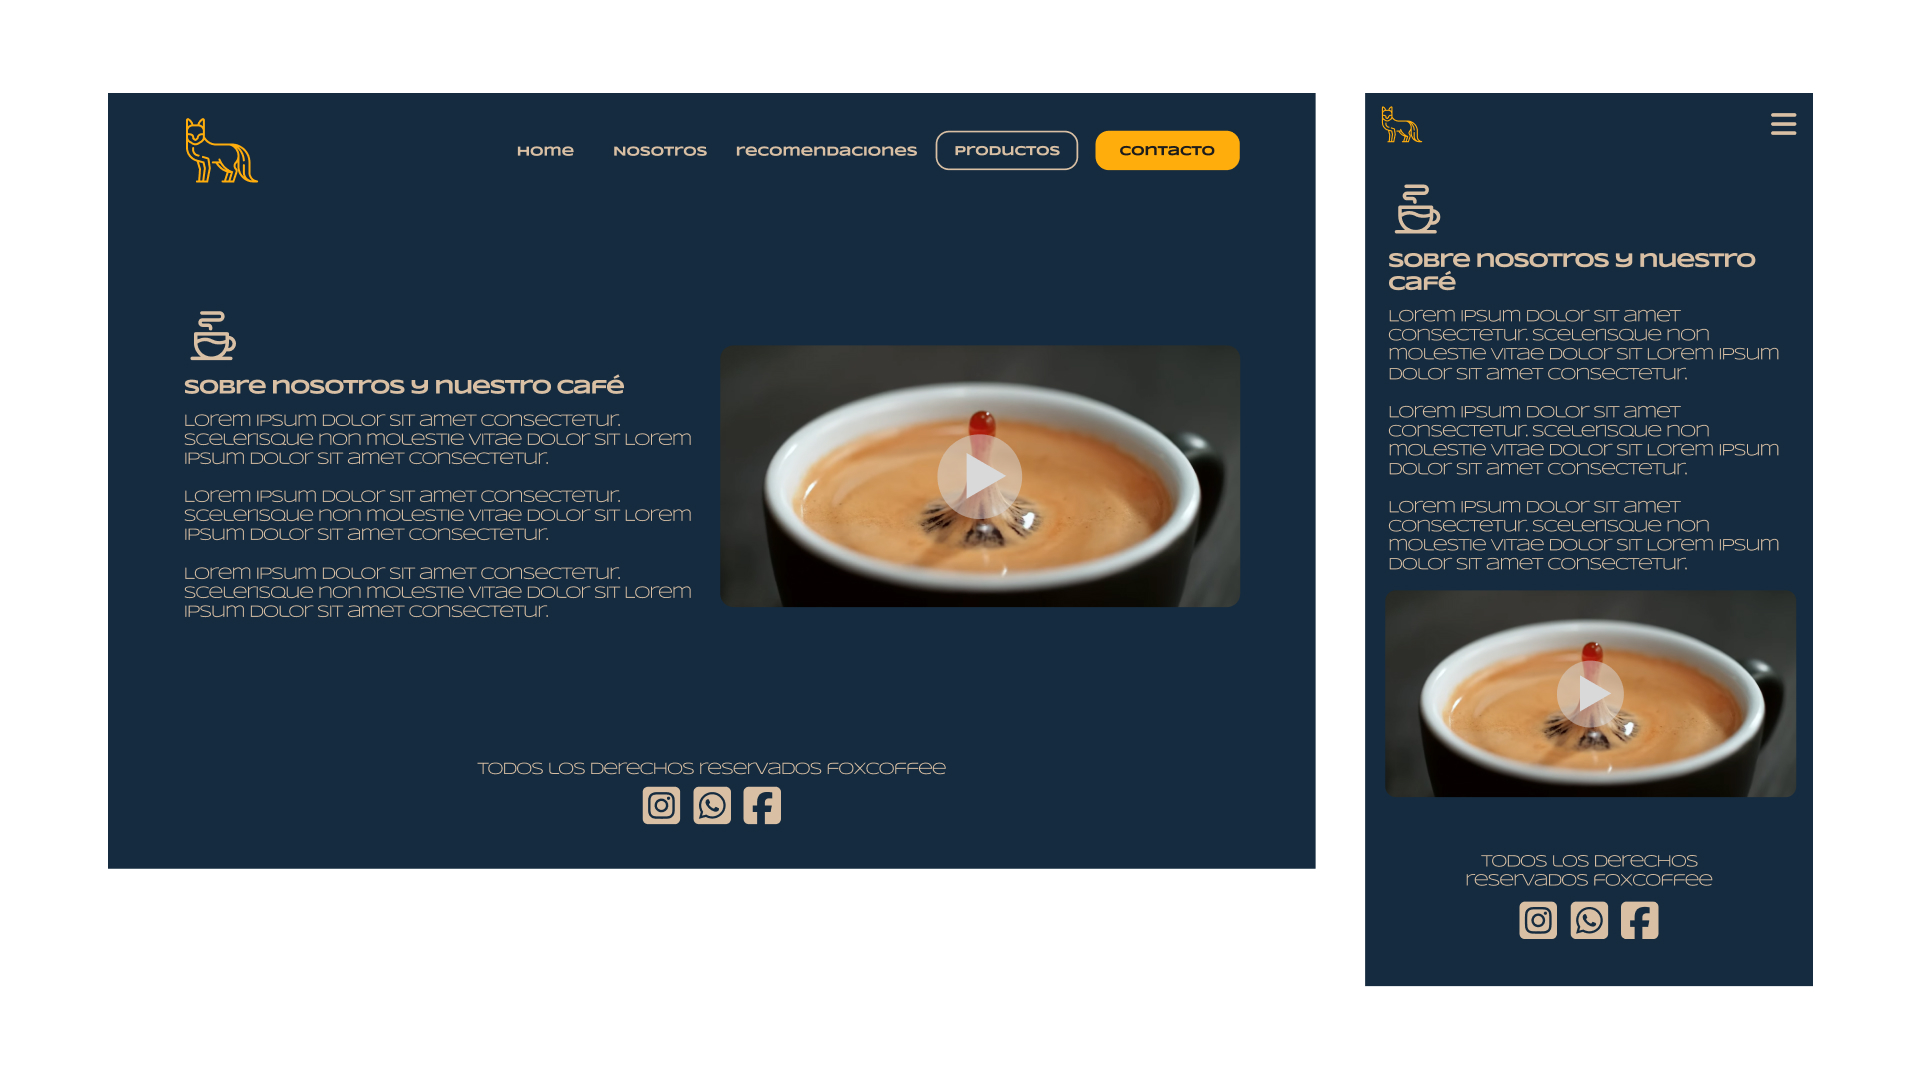 Home
Nosotros
recomendaciones
Productos
contacto
sobre nosotros y nuestro café
Lorem ipsum dolor sit amet consectetur.
Scelerisque non molestie vitae dolor sit Lorem
ipsum dolor sit amet consectetur.
Lorem ipsum dolor sit amet consectetur.
Scelerisque non molestie vitae dolor sit Lorem
ipsum dolor sit amet consectetur.
Lorem ipsum dolor sit amet consectetur.
Scelerisque non molestie vitae dolor sit Lorem
ipsum dolor sit amet consectetur.
Todos los derechos reservados foxcoffee
sobre nosotros y nuestro
café
Lorem ipsum dolor sit amet
consectetur. Scelerisque non
molestie vitae dolor sit Lorem ipsum
dolor sit amet consectetur.
Lorem ipsum dolor sit amet
consectetur. Scelerisque non
molestie vitae dolor sit Lorem ipsum
dolor sit amet consectetur.
Lorem ipsum dolor sit amet
consectetur. Scelerisque non
molestie vitae dolor sit Lorem ipsum
dolor sit amet consectetur.
Todos los derechos
reservados foxcoffee